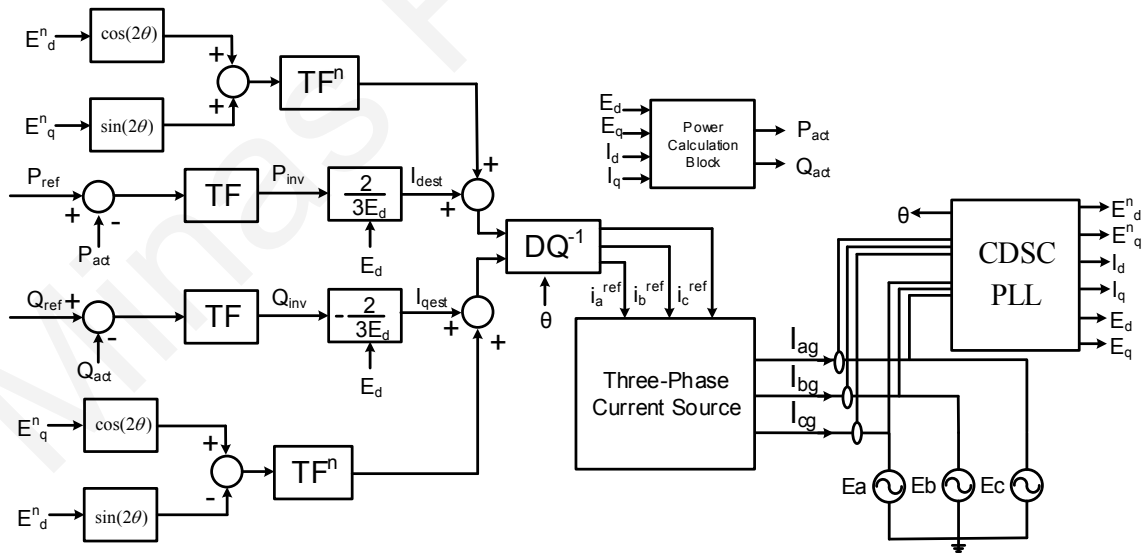 Minas
E^n_d
cos(2θ)
+
+
TF^n
E^n_q
sin(2θ)
P_ref
+
-
P_act
TF
P_inv
2
3E_d
E_d
I_dest
+
+
Q_ref
+
-
Q_act
TF
Q_inv
- 2
3E_d
E_d
I_qest
+
+
E^n_q
cos(2θ)
+
-
TF^n
E^n_d
sin(2θ)
DQ^-1
θ
i_a^ref
i_b^ref
i_c^ref
Three-Phase
Current Source
I_ag
I_bg
I_cg
E_d
E_q
I_d
I_q
Power
Calculation
Block
P_act
Q_act
θ
CDSC
PLL
E^n_d
E^n_q
I_d
I_q
E_d
E_q
Ea
Eb
Ec